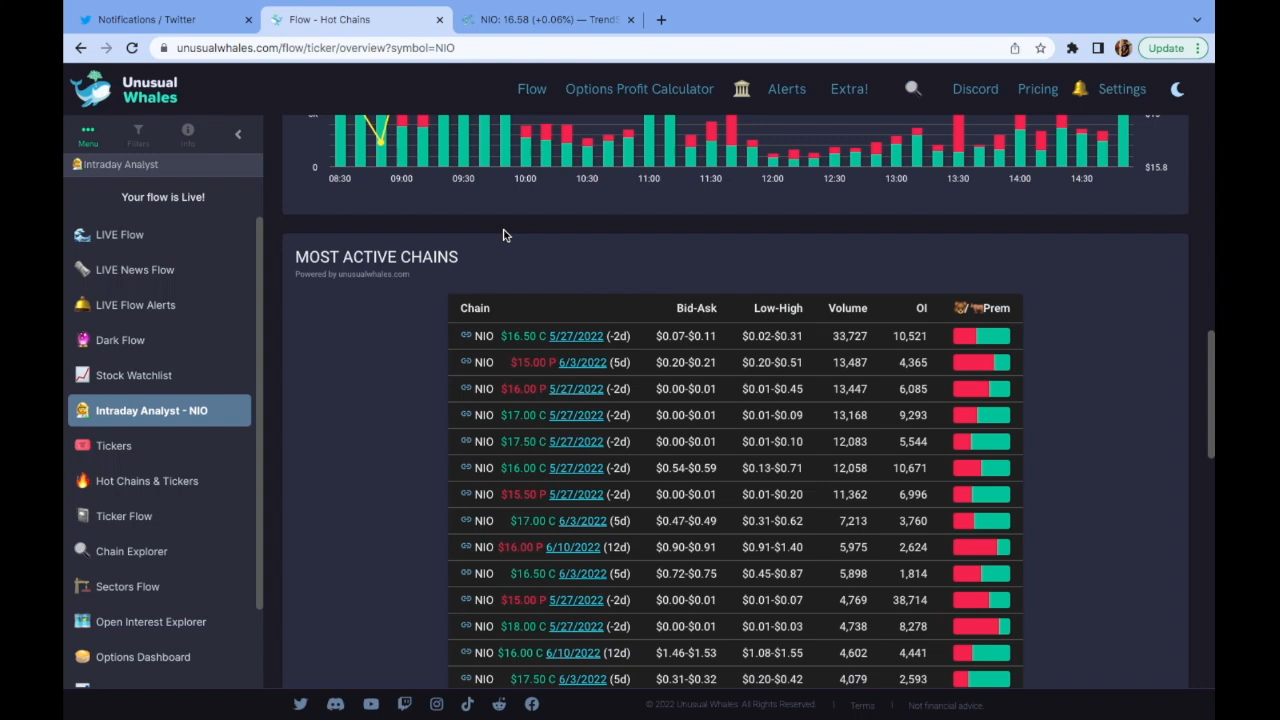 Notifications / Twitter
Flow - Hot Chains
NIO: 16.58 (+0.06%) — TrendS
unusualwhales.com/flow/ticker/overview?symbol=NIO
Update
Unusual Whales
Flow
Options Profit Calculator
Alerts
Extra!
Discord
Pricing
Settings
Menu
Filters
Info
Intraday Analyst
Your flow is Live!
LIVE Flow
LIVE News Flow
LIVE Flow Alerts
Dark Flow
Stock Watchlist
Intraday Analyst - NIO
Tickers
Hot Chains & Tickers
Ticker Flow
Chain Explorer
Sectors Flow
Open Interest Explorer
Options Dashboard
0
$15.8
08:30 09:00 09:30 10:00 10:30 11:00 11:30 12:00 12:30 13:00 13:30 14:00 14:30
MOST ACTIVE CHAINS
Powered by unusualwhales.com
Chain Bid-Ask Low-High Volume OI Prem
NIO $16.50 C 5/27/2022 (-2d) $0.07-$0.11 $0.02-$0.31 33,727 10,521
NIO $15.00 P 6/3/2022 (5d) $0.20-$0.21 $0.20-$0.51 13,487 4,365
NIO $16.00 P 5/27/2022 (-2d) $0.00-$0.01 $0.01-$0.45 13,447 6,085
NIO $17.00 C 5/27/2022 (-2d) $0.00-$0.01 $0.01-$0.09 13,168 9,293
NIO $17.50 C 5/27/2022 (-2d) $0.00-$0.01 $0.01-$0.10 12,083 5,544
NIO $16.00 C 5/27/2022 (-2d) $0.54-$0.59 $0.13-$0.71 12,058 10,671
NIO $15.50 P 5/27/2022 (-2d) $0.00-$0.01 $0.01-$0.20 11,362 6,996
NIO $17.00 C 6/3/2022 (5d) $0.47-$0.49 $0.31-$0.62 7,213 3,760
NIO $16.00 P 6/10/2022 (12d) $0.90-$0.91 $0.91-$1.40 5,975 2,624
NIO $16.50 C 6/3/2022 (5d) $0.72-$0.75 $0.45-$0.87 5,898 1,814
NIO $15.00 P 5/27/2022 (-2d) $0.00-$0.01 $0.01-$0.07 4,769 38,714
NIO $18.00 C 5/27/2022 (-2d) $0.00-$0.01 $0.01-$0.03 4,738 8,278
NIO $16.00 C 6/10/2022 (12d) $1.46-$1.53 $1.08-$1.55 4,602 4,441
NIO $17.50 C 6/3/2022 (5d) $0.31-$0.32 $0.20-$0.42 4,079 2,593
© 2022 Unusual Whales. All Rights Reserved.
Terms
Not financial advice.